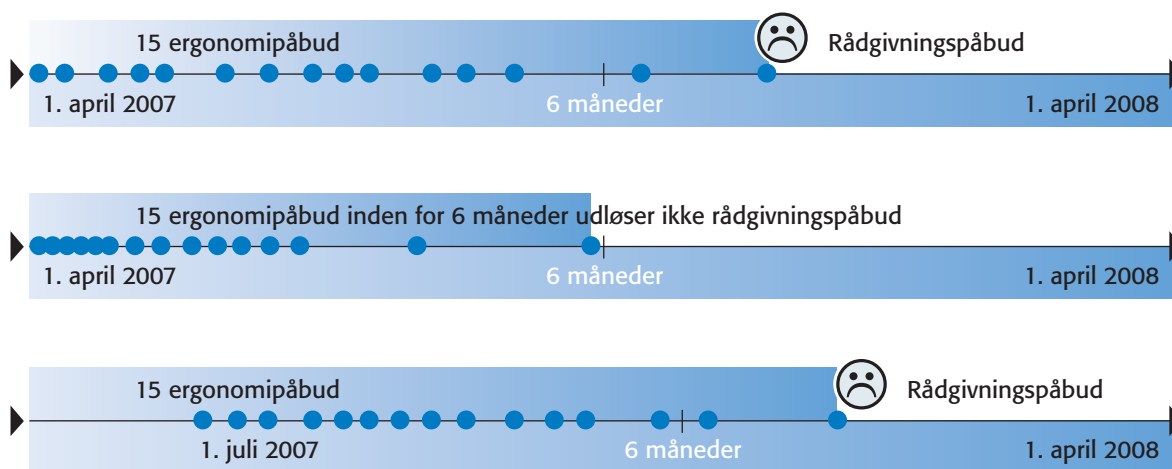 15 ergonomipåbud
Rådgivningspåbud
1. april 2007
6 måneder
1. april 2008
15 ergonomipåbud inden for 6 måneder udløser ikke rådgivningspåbud
1. april 2007
6 måneder
1. april 2008
15 ergonomipåbud
Rådgivningspåbud
1. juli 2007
6 måneder
1. april 2008